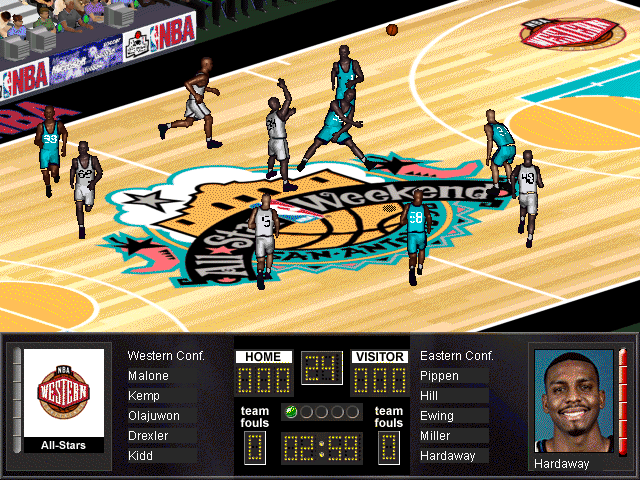 NBA
NBA
NBA
NBA
WESTERN
All-Star
Weekend
SAN ANTONIO
NBA
WESTERN
All-Stars
Western Conf.
Malone
Kemp
Olajuwon
Drexler
Kidd
HOME
000
24
VISITOR
000
team
fouls
0
02:59
team
fouls
0
Eastern Conf.
Pippen
Hill
Ewing
Miller
Hardaway
Hardaway